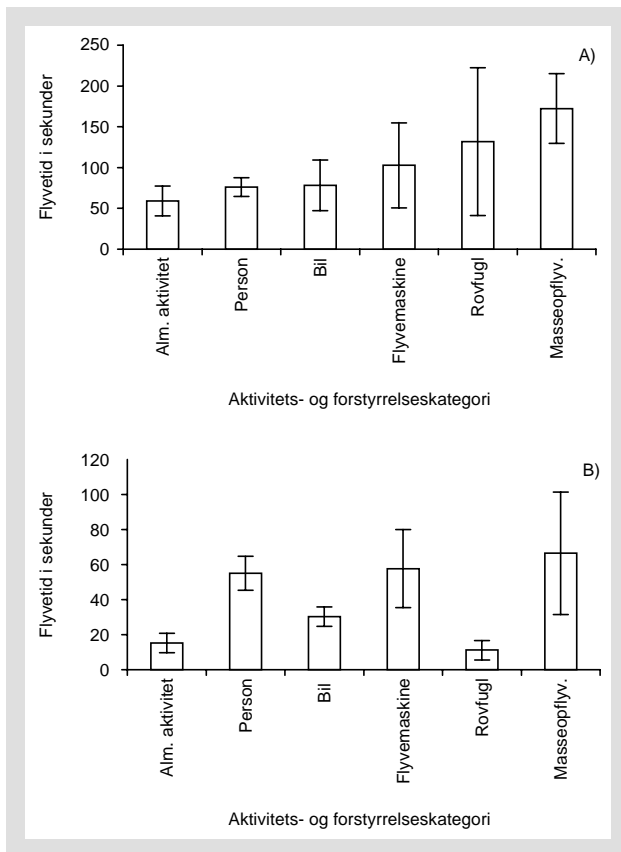 A)
Flyvetid i sekunder
250
200
150
100
50
0
Alm. aktivitet
Person
Bil
Flyvemaskine
Rovfugl
Masseopflyv.
Aktivitets- og forstyrrelseskategori
B)
Flyvetid i sekunder
120
100
80
60
40
20
0
Alm. aktivitet
Person
Bil
Flyvemaskine
Rovfugl
Masseopflyv.
Aktivitets- og forstyrrelseskategori